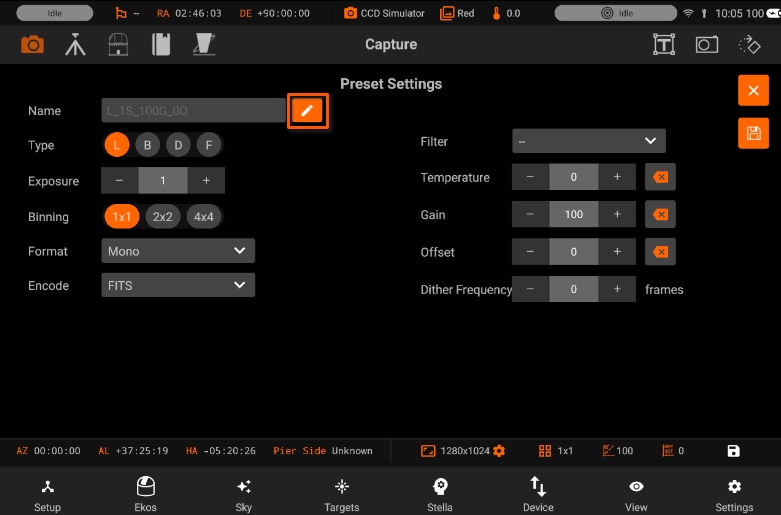 Idle – RA 02:46:03 DE +90:00:00 CCD Simulator Red 0.0 Idle 10:05 100
Capture
Preset Settings
Name L_1S_100G_0O
Type L B D F
Filter --
Exposure − 1 +
Temperature − 0 +
Binning 1x1 2x2 4x4
Gain − 100 +
Format Mono
Offset − 0 +
Encode FITS
Dither Frequency − 0 + frames
AZ 00:00:00 AL +37:25:19 HA -05:20:26 Pier Side Unknown 1280x1024 1x1 100 0
Setup Ekos Sky Targets Stella Device View Settings